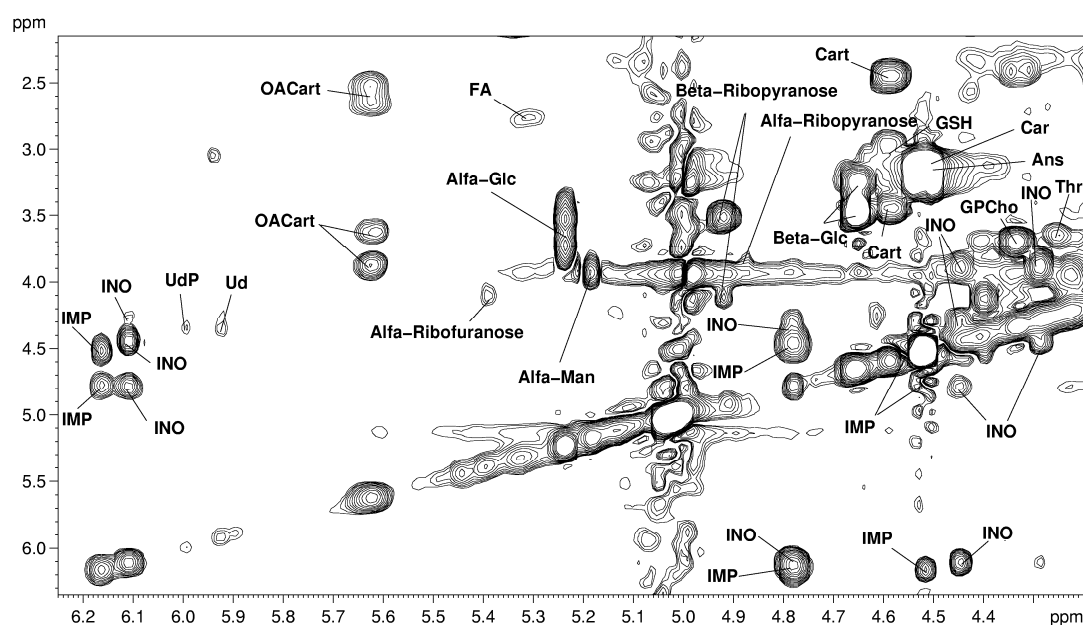 ppm
Cart
OACart
FA
Beta-Ribopyranose
2.5
Alfa-Ribopyranose
GSH
Car
3.0
Ans
Alfa-Glc
INO
Thr
GPCho
3.5
OACart
INO
Beta-Glc
Cart
4.0
UdP
Ud
INO
IMP
INO
Alfa-Ribofuranose
4.5
INO
IMP
Alfa-Man
5.0
IMP
INO
IMP
INO
5.5
6.0
INO
IMP
INO
IMP
6.2 6.1 6.0 5.9 5.8 5.7 5.6 5.5 5.4 5.3 5.2 5.1 5.0 4.9 4.8 4.7 4.6 4.5 4.4 ppm